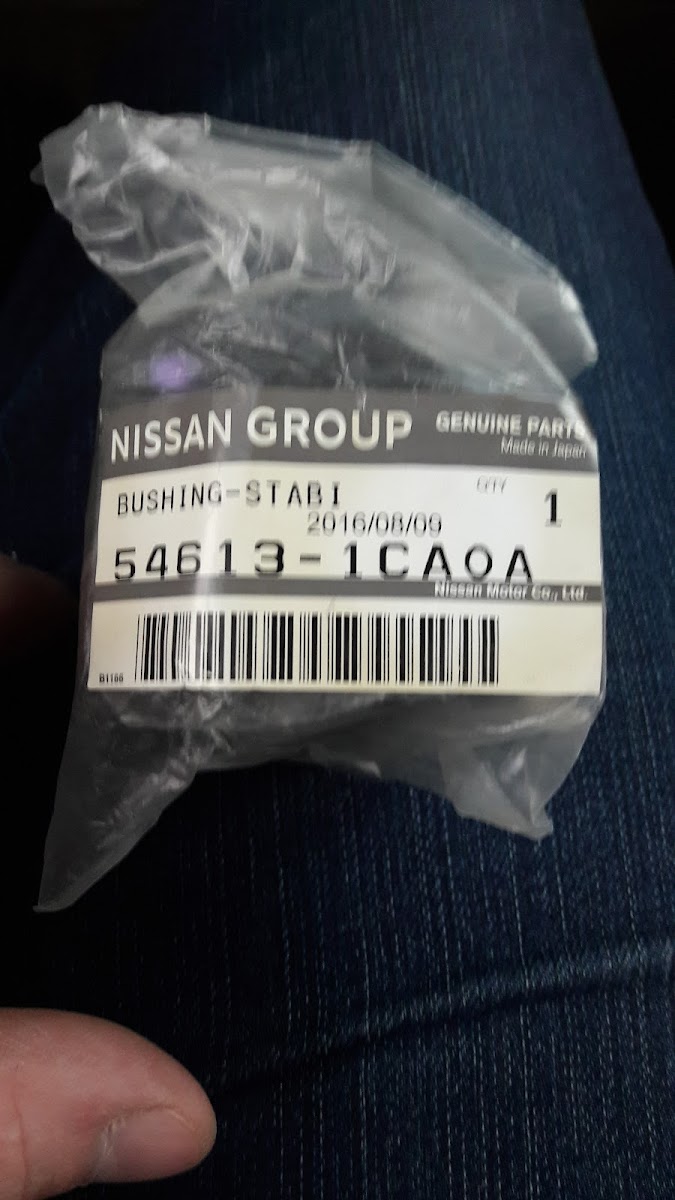 NISSAN GROUP GENUINE PARTS
Made in Japan
BUSHING-STABI QTY 1
2016/08/09
54613-1CA0A
Nissan Motor Co., Ltd.
B1166